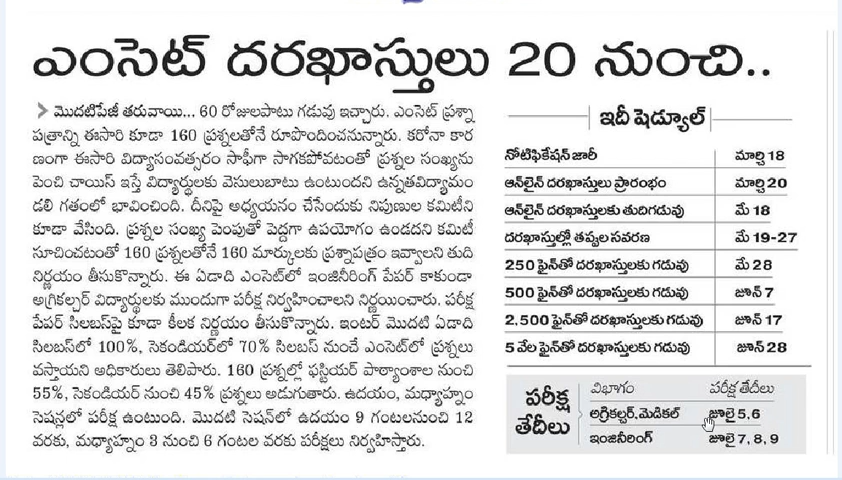 ఎంసెట్ దరఖాస్తులు 20 నుంచి..
మొదటిపేజీ తరువాయి... 60 రోజులపాటు గడువు ఇచ్చారు. ఎంసెట్ ప్రశ్నా
పత్రాన్ని ఈసారి కూడా 160 ప్రశ్నలతోనే రూపొందించనున్నారు. కరోనా కార
ణంగా ఈసారి విద్యాసంవత్సరం సాఫీగా సాగకపోవటంతో ప్రశ్నల సంఖ్యను
పెంచి చాయిస్ ఇస్తే విద్యార్థులకు వెసులుబాటు ఉంటుందని ఉన్నతవిద్యామం
డలి గతంలో భావించింది. దీనిపై అధ్యయనం చేసేందుకు నిపుణుల కమిటీని
కూడా వేసింది. ప్రశ్నల సంఖ్య పెంపుతో పెద్దగా ఉపయోగం ఉండదని కమిటీ
సూచించటంతో 160 ప్రశ్నలతోనే 160 మార్కులకు ప్రశ్నాపత్రం ఇవ్వాలని తుది
నిర్ణయం తీసుకొన్నారు. ఈ ఏడాది ఎంసెట్‌లో ఇంజినీరింగ్ పేపర్ కాకుండా
అగ్రికల్చర్ విద్యార్థులకు ముందుగా పరీక్ష నిర్వహించాలని నిర్ణయించారు. పరీక్ష
పేపర్ సిలబస్‌పై కూడా కీలక నిర్ణయం తీసుకొన్నారు. ఇంటర్ మొదటి ఏడాది
సిలబస్‌లో 100%, సెకండియర్‌లో 70% సిలబస్ నుంచే ఎంసెట్‌లో ప్రశ్నలు
వస్తాయని అధికారులు తెలిపారు. 160 ప్రశ్నల్లో ఫస్టియర్ పాఠ్యాంశాల నుంచి
55%, సెకండియర్ నుంచి 45% ప్రశ్నలు అడుగుతారు. ఉదయం, మధ్యాహ్నం
సెషన్లలో పరీక్ష ఉంటుంది. మొదటి సెషన్‌లో ఉదయం 9 గంటలనుంచి 12
వరకు, మధ్యాహ్నం 3 నుంచి 6 గంటల వరకు పరీక్షలు నిర్వహిస్తారు.
ఇదీ షెడ్యూల్
నోటిఫికేషన్ జారీ మార్చి 18
ఆన్‌లైన్ దరఖాస్తులు ప్రారంభం మార్చి 20
ఆన్‌లైన్ దరఖాస్తులకు తుదిగడువు మే 18
దరఖాస్తుల్లో తప్పుల సవరణ మే 19-27
250 ఫైన్‌తో దరఖాస్తులకు గడువు మే 28
500 ఫైన్‌తో దరఖాస్తులకు గడువు జూన్ 7
2,500 ఫైన్‌తో దరఖాస్తులకు గడువు జూన్ 17
5 వేల ఫైన్‌తో దరఖాస్తులకు గడువు జూన్ 28
పరీక్ష తేదీలు
విభాగం పరీక్ష తేదీలు
అగ్రికల్చర్, మెడికల్ జూలై 5, 6
ఇంజినీరింగ్ జూలై 7, 8, 9